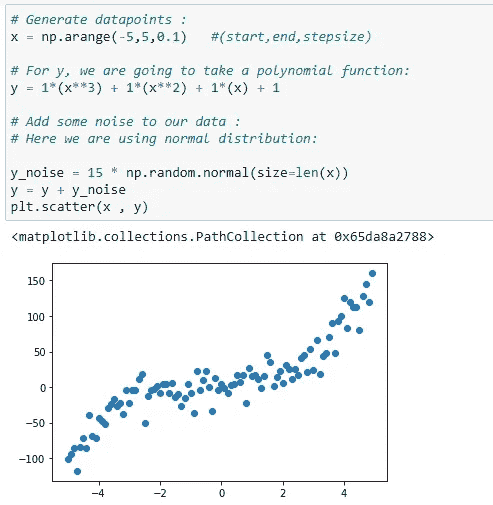 # Generate datapoints :
x = np.arange(-5,5,0.1)   #(start,end,stepsize)
# For y, we are going to take a polynomial function:
y = 1*(x**3) + 1*(x**2) + 1*(x) + 1
# Add some noise to our data :
# Here we are using normal distribution:
y_noise = 15 * np.random.normal(size=len(x))
y = y + y_noise
plt.scatter(x , y)
<matplotlib.collections.PathCollection at 0x65da8a2788>
150
100
50
0
−50
−100
−4 −2 0 2 4